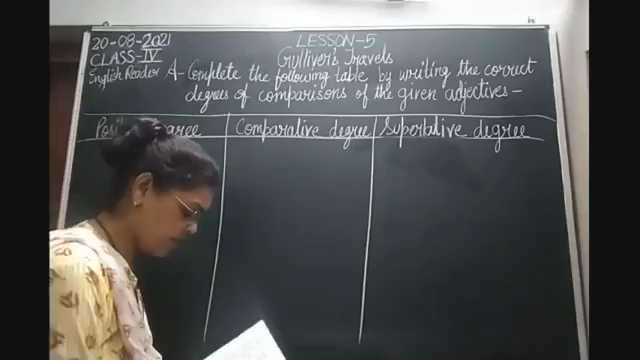 20-08-2021
LESSON-5
CLASS-IV
Gulliver's Travels
English Reader
A-Complete the following table by writing the correct
degrees of comparisons of the given adjectives-
Comparative degree
Superlative degree